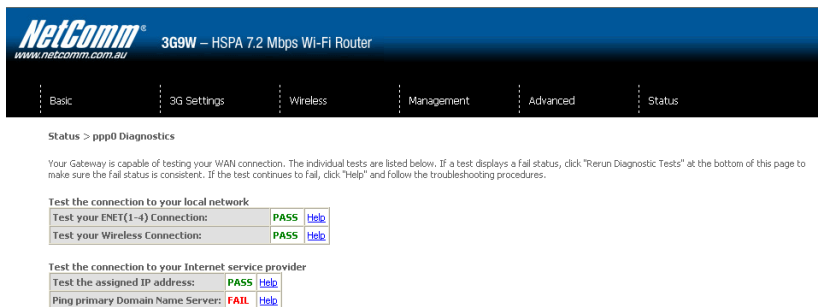 NetComm®
www.netcomm.com.au
3G9W – HSPA 7.2 Mbps Wi-Fi Router
Basic 3G Settings Wireless Management Advanced Status
Status > ppp0 Diagnostics
Your Gateway is capable of testing your WAN connection. The individual tests are listed below. If a test displays a fail status, click "Rerun Diagnostic Tests" at the bottom of this page to
make sure the fail status is consistent. If the test continues to fail, click "Help" and follow the troubleshooting procedures.
Test the connection to your local network
Test your ENET(1-4) Connection: PASS Help
Test your Wireless Connection: PASS Help
Test the connection to your Internet service provider
Test the assigned IP address: PASS Help
Ping primary Domain Name Server: FAIL Help